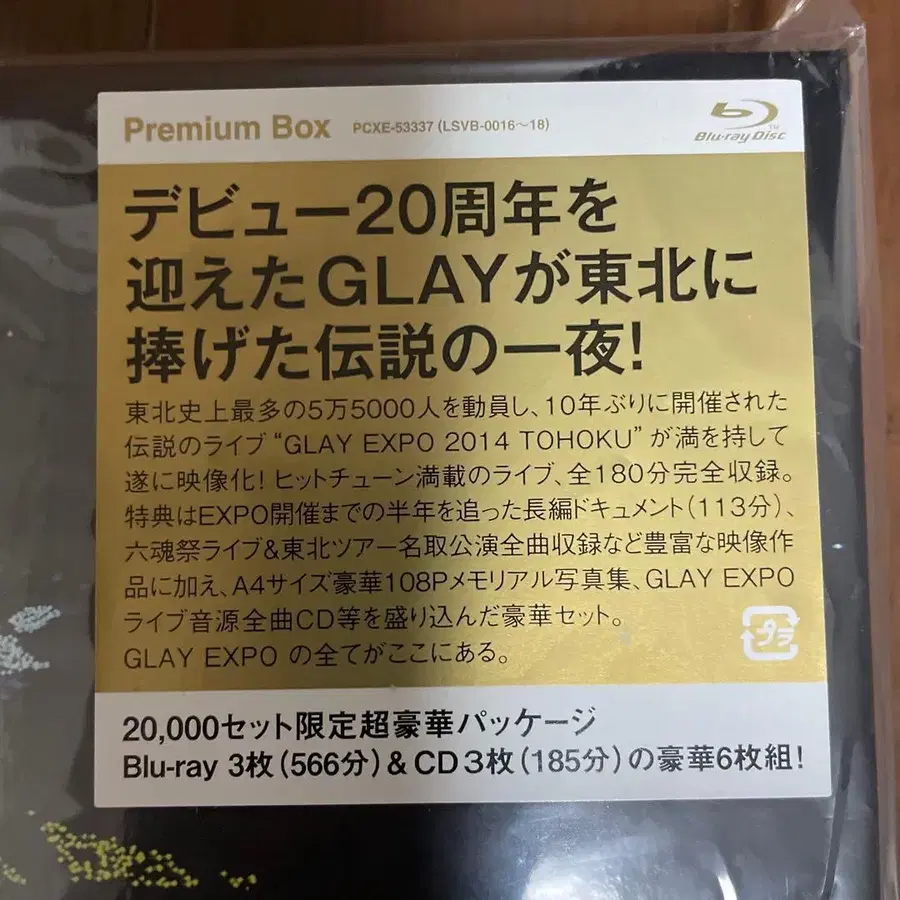 Premium Box PCXE-53337 (LSVB-0016～18)
Blu-ray Disc™
デビュー20周年を
迎えたGLAYが東北に
捧げた伝説の一夜!
東北史上最多の5万5000人を動員し、10年ぶりに開催された
伝説のライブ“GLAY EXPO 2014 TOHOKU”が満を持して
遂に映像化!ヒットチューン満載のライブ、全180分完全収録。
特典はEXPO開催までの半年を追った長編ドキュメント(113分)、
六魂祭ライブ&東北ツアー名取公演全曲収録など豊富な映像作
品に加え、A4サイズ豪華108Pメモリアル写真集、GLAY EXPO
ライブ音源全曲CD等を盛り込んだ豪華セット。
GLAY EXPO の全てがここにある。
プラ
20,000セット限定超豪華パッケージ
Blu-ray 3枚(566分)&CD3枚(185分)の豪華6枚組!